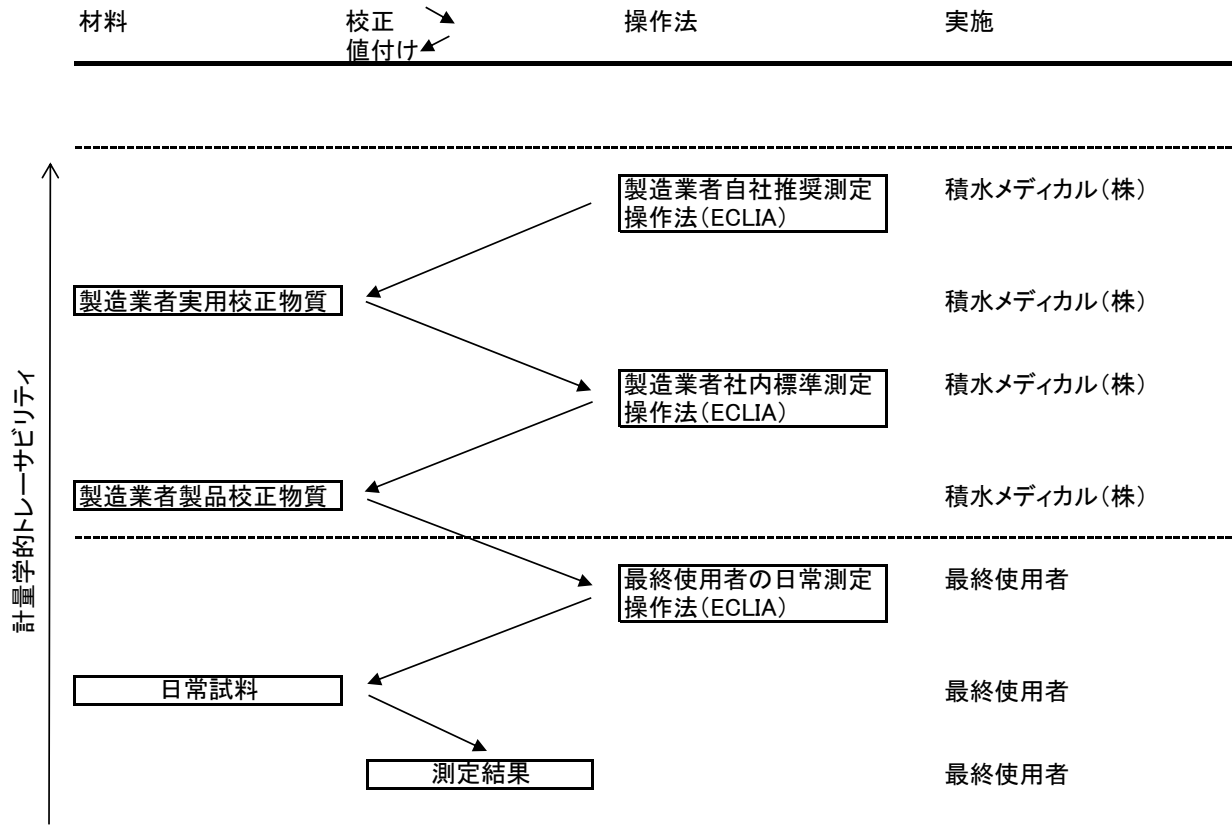 材料 校正 操作法 実施
値付け
製造業者自社推奨測定 積水メディカル(株)
操作法(ECLIA)
製造業者実用校正物質 積水メディカル(株)
製造業者社内標準測定 積水メディカル(株)
操作法(ECLIA)
製造業者製品校正物質 積水メディカル(株)
最終使用者の日常測定 最終使用者
操作法(ECLIA)
日常試料 最終使用者
測定結果 最終使用者
計量学的トレーサビリティ